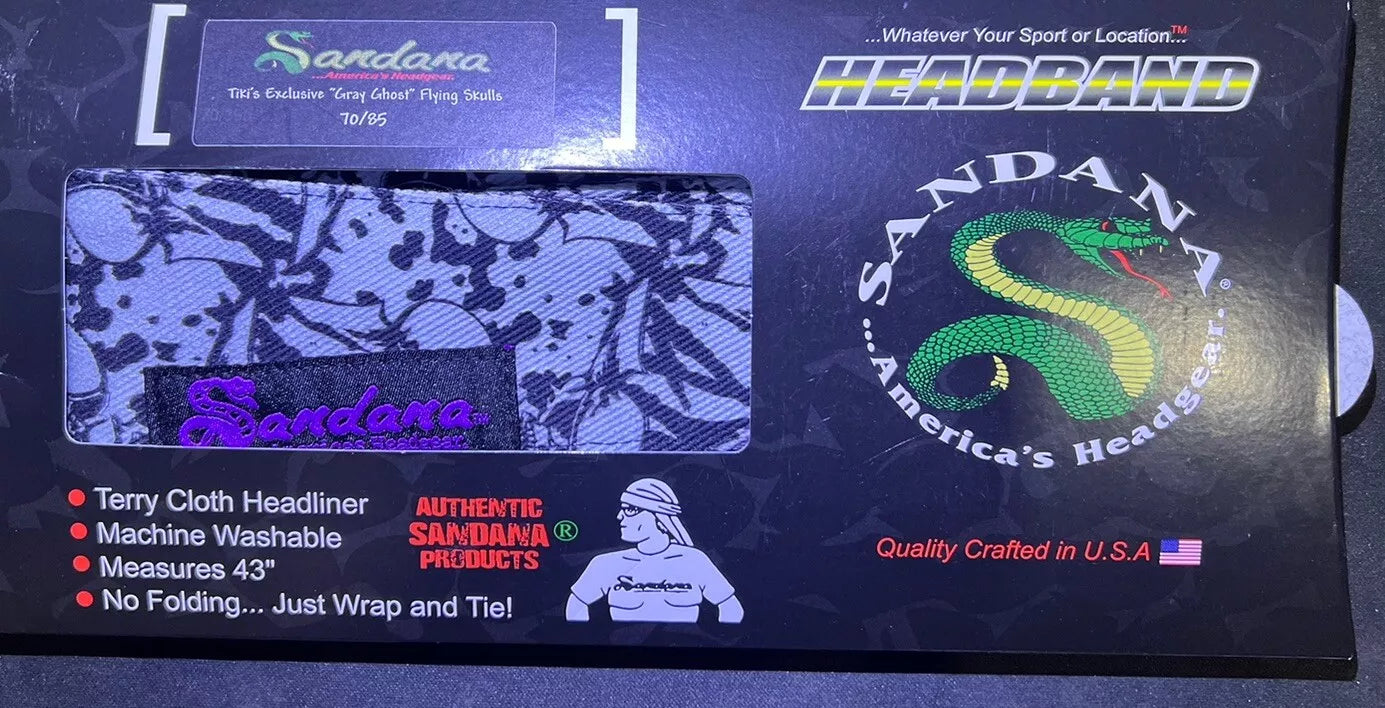 Sandana
...America's Headgear.
Tiki's Exclusive "Gray Ghost" Flying Skulls
70/85
...Whatever Your Sport or Location™...
HEADBAND
SANDANA®
...America's Headgear.
Sandana™
Terry Cloth Headliner
Machine Washable
Measures 43"
No Folding... Just Wrap and Tie!
AUTHENTIC
SANDANA®
PRODUCTS
Sandana
Quality Crafted in U.S.A